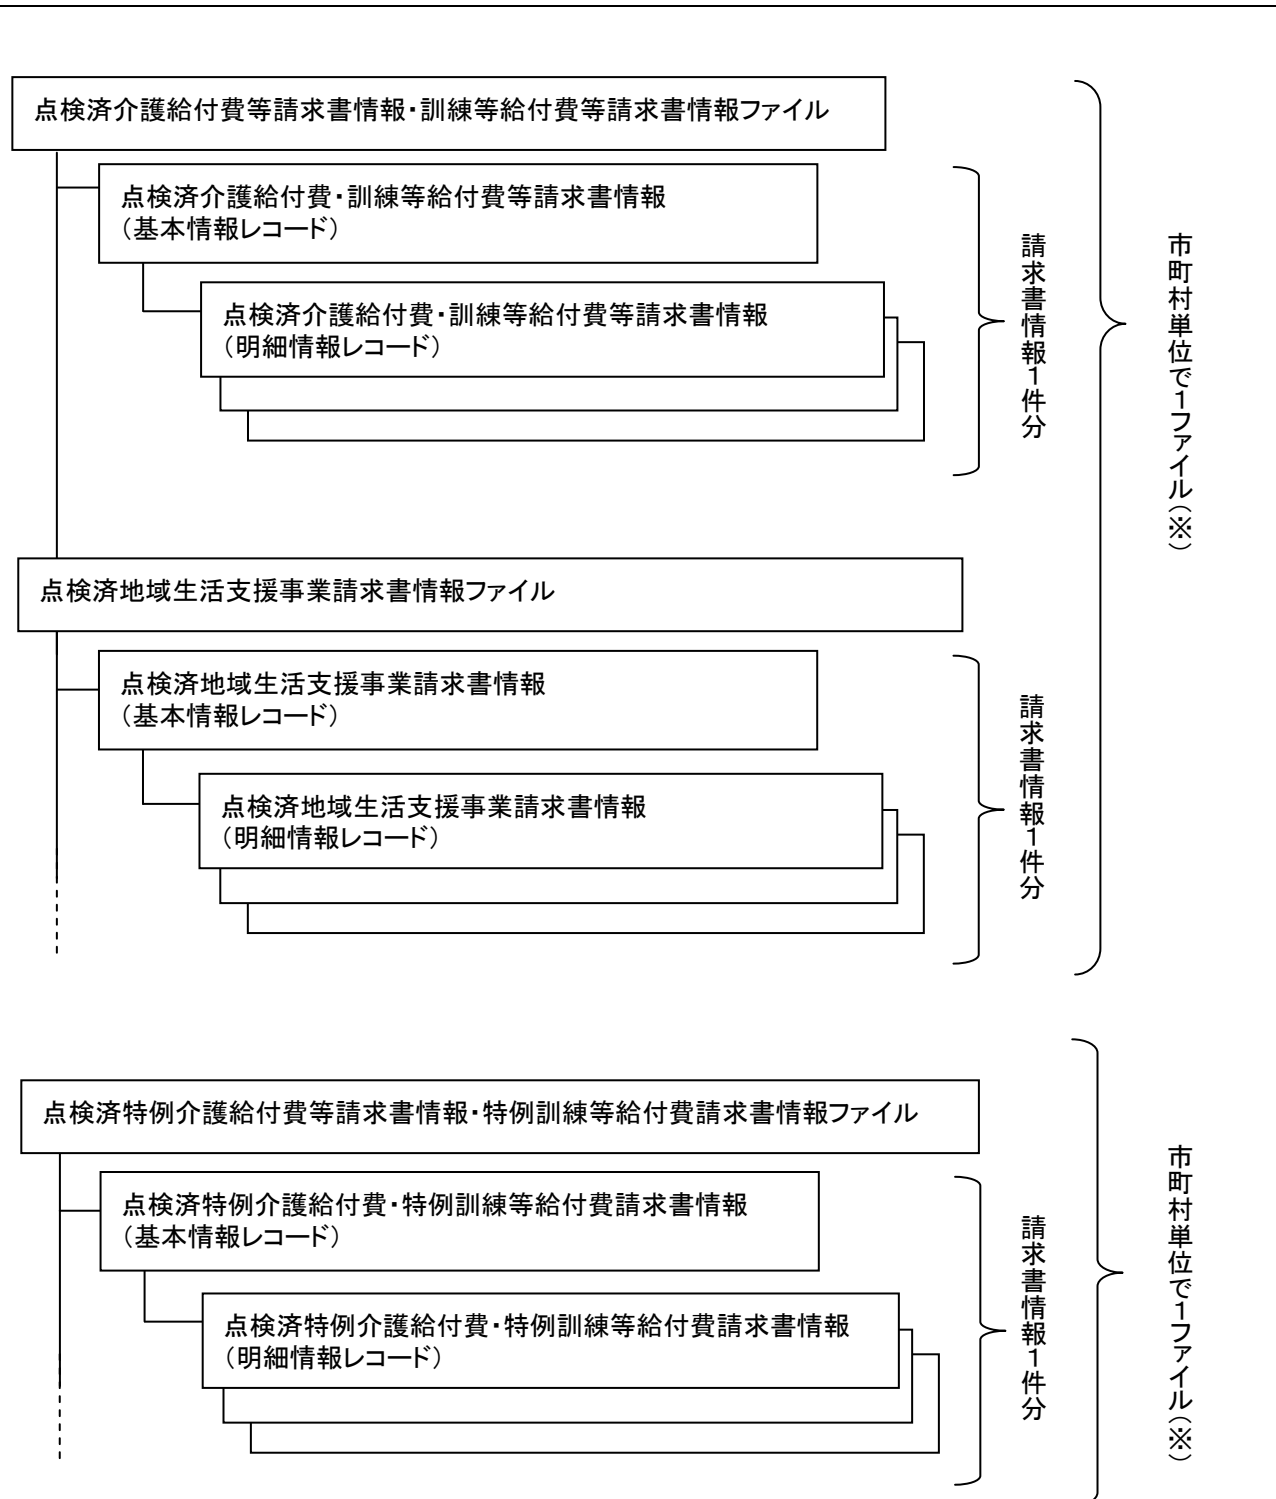 点検済介護給付費等請求書情報・訓練等給付費等請求書情報ファイル
点検済介護給付費・訓練等給付費等請求書情報
（基本情報レコード）
点検済介護給付費・訓練等給付費等請求書情報
（明細情報レコード）
請求書情報１件分
市町村単位で１ファイル（※）
点検済地域生活支援事業請求書情報ファイル
点検済地域生活支援事業請求書情報
（基本情報レコード）
点検済地域生活支援事業請求書情報
（明細情報レコード）
請求書情報１件分
点検済特例介護給付費等請求書情報・特例訓練等給付費請求書情報ファイル
点検済特例介護給付費・特例訓練等給付費請求書情報
（基本情報レコード）
点検済特例介護給付費・特例訓練等給付費請求書情報
（明細情報レコード）
請求書情報１件分
市町村単位で１ファイル（※）